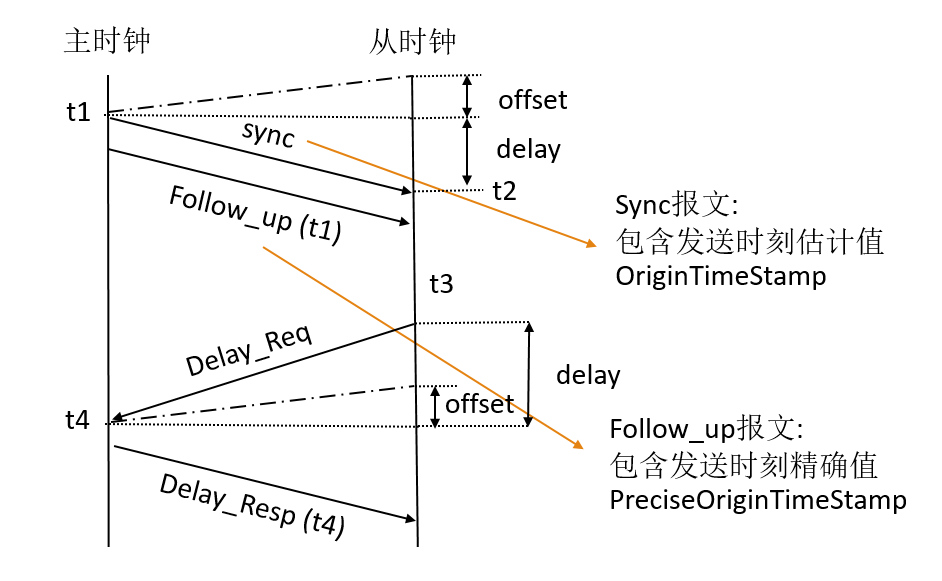 主时钟
从时钟
t1
offset
sync
delay
t2
Follow_up (t1)
Sync报文:
包含发送时刻估计值
OriginTimeStamp
t3
Delay_Req
delay
offset
t4
Follow_up报文:
包含发送时刻精确值
PreciseOriginTimeStamp
Delay_Resp (t4)